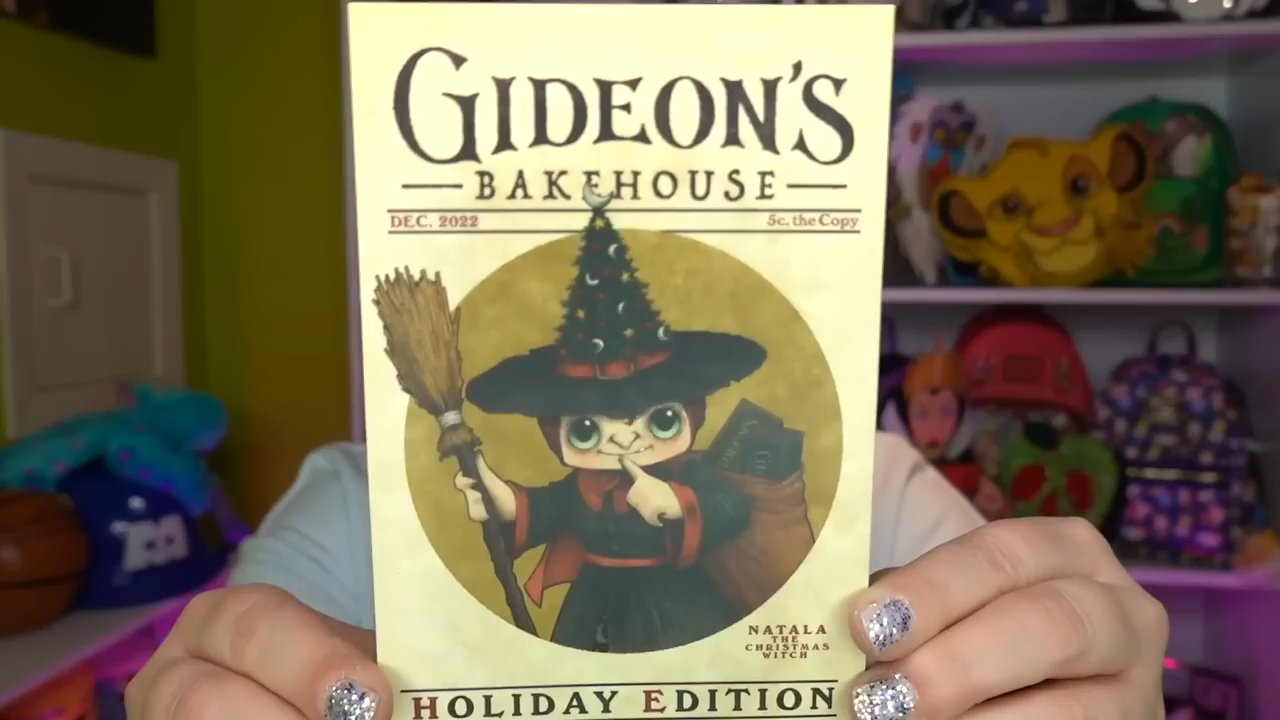 GIDEON'S
BAKEHOUSE
DEC. 2022 5c. the Copy
NATALA
THE
CHRISTMAS
WITCH
HOLIDAY EDITION